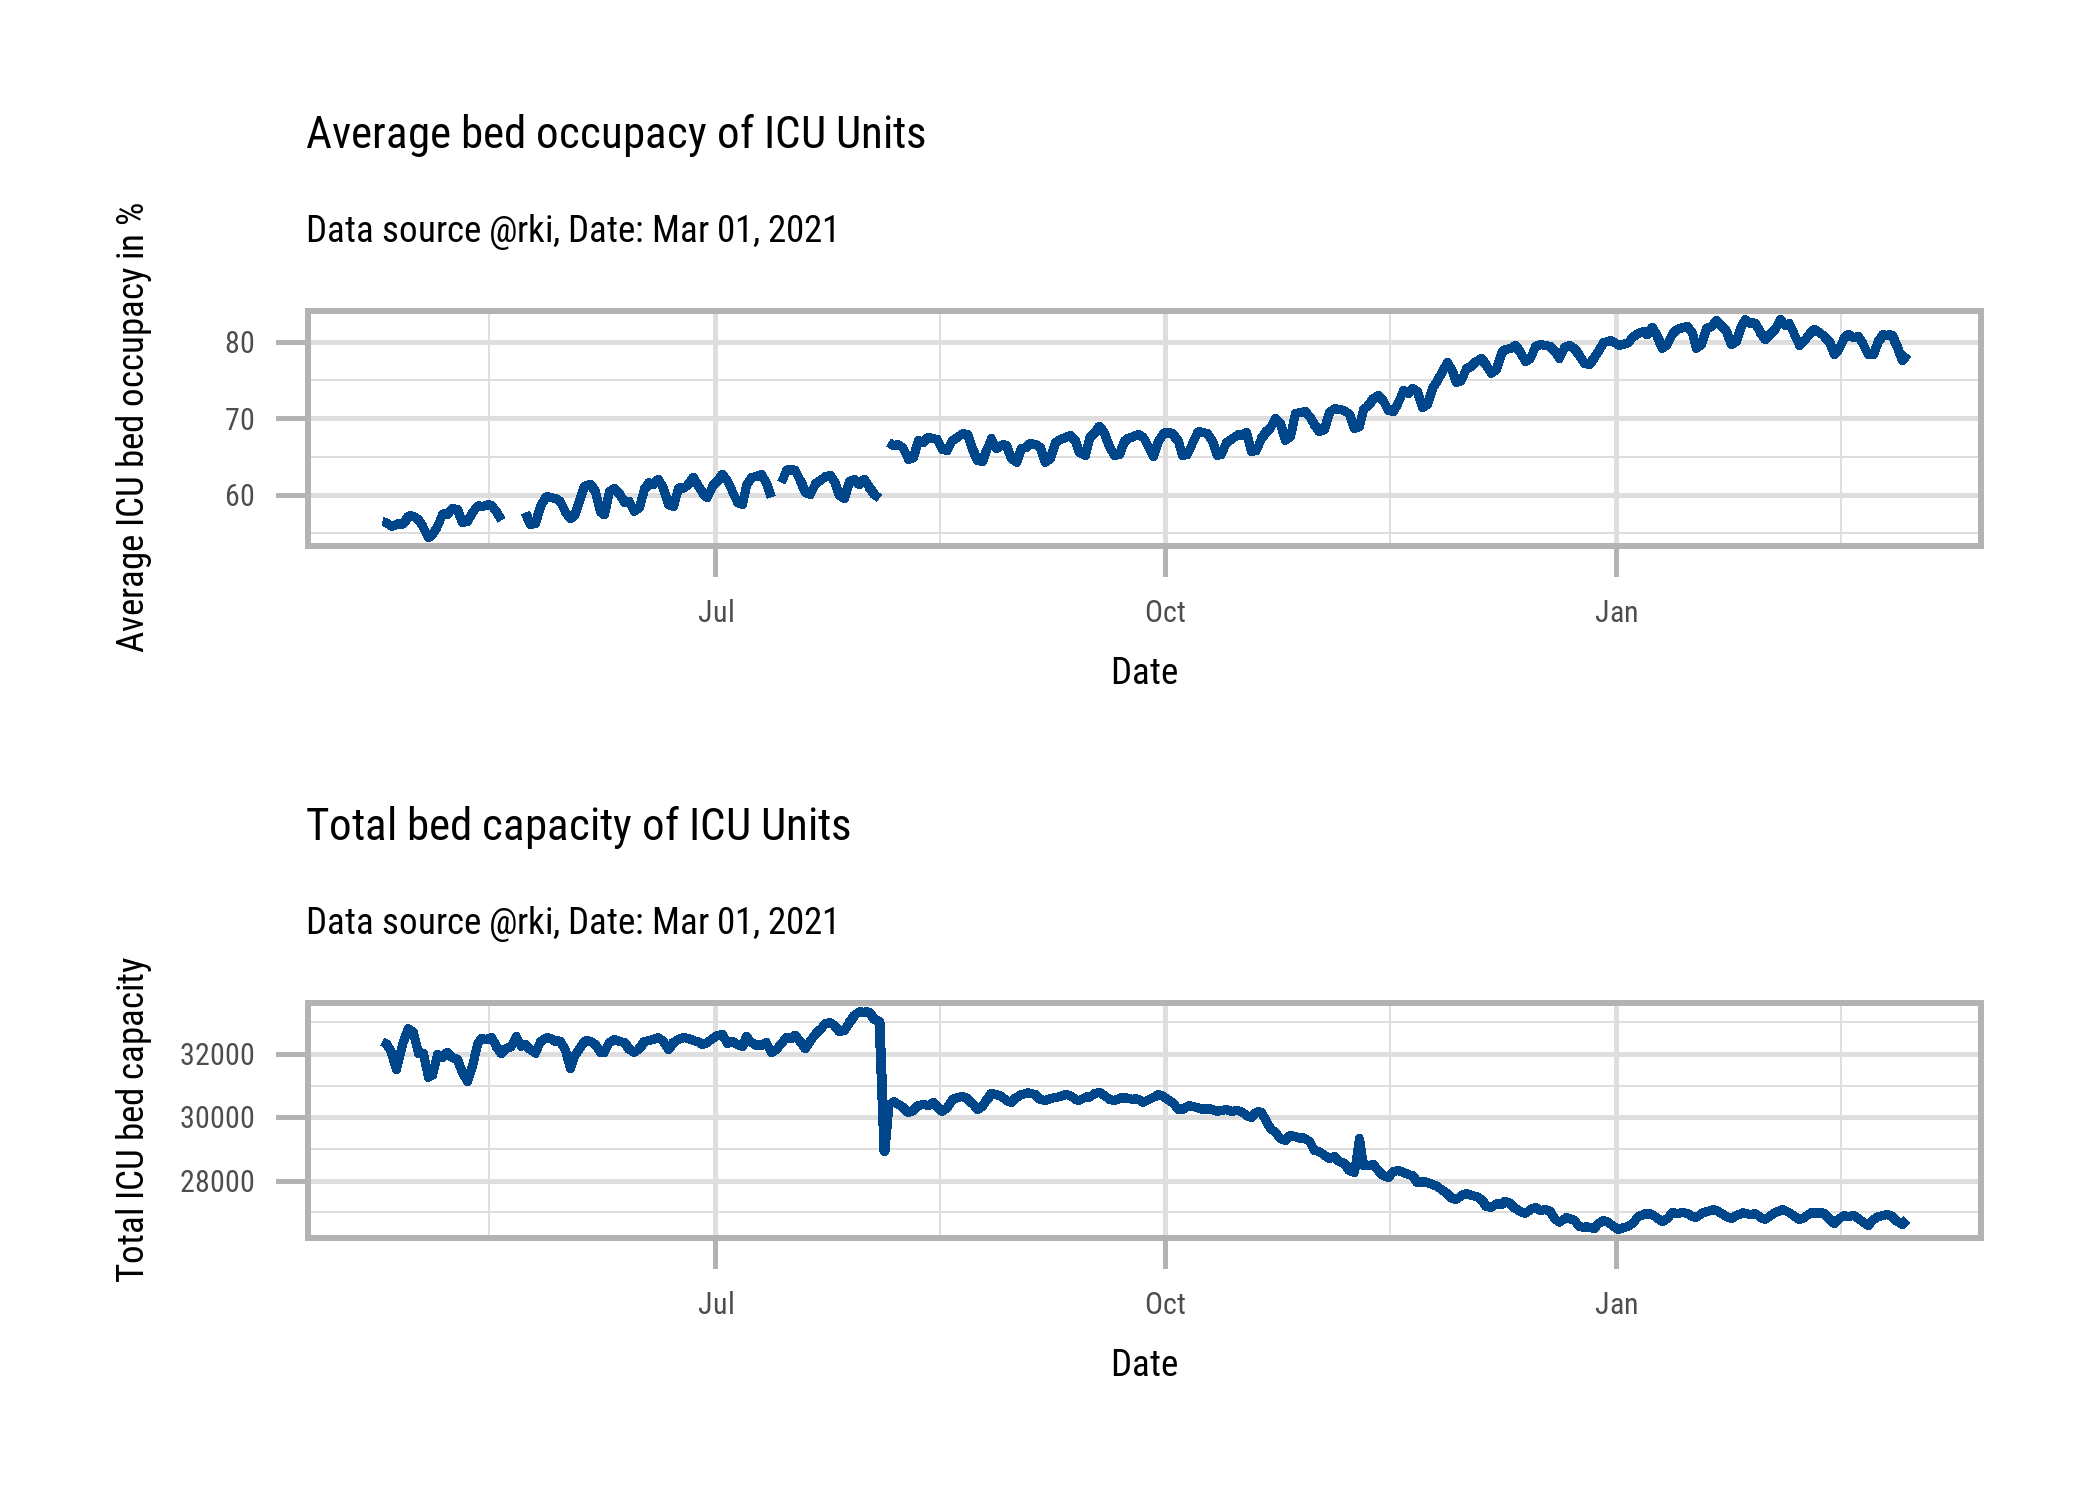 Average bed occupacy of ICU Units
Data source @rki, Date: Mar 01, 2021
Average ICU bed occupacy in %
80
70
60
Jul
Oct
Jan
Date
Total bed capacity of ICU Units
Data source @rki, Date: Mar 01, 2021
Total ICU bed capacity
32000
30000
28000
Jul
Oct
Jan
Date